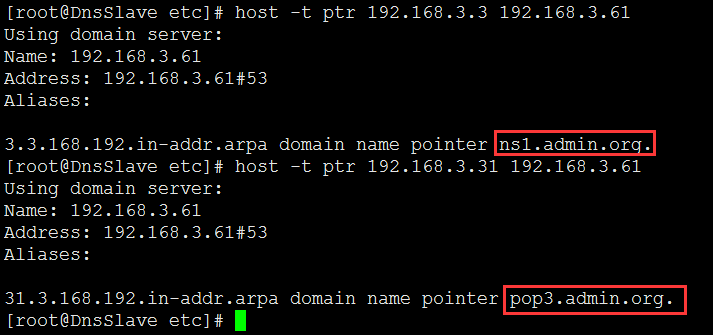 [root@DnsSlave etc]# host -t ptr 192.168.3.3 192.168.3.61
Using domain server:
Name: 192.168.3.61
Address: 192.168.3.61#53
Aliases:
3.3.168.192.in-addr.arpa domain name pointer ns1.admin.org.
[root@DnsSlave etc]# host -t ptr 192.168.3.31 192.168.3.61
Using domain server:
Name: 192.168.3.61
Address: 192.168.3.61#53
Aliases:
31.3.168.192.in-addr.arpa domain name pointer pop3.admin.org.
[root@DnsSlave etc]#